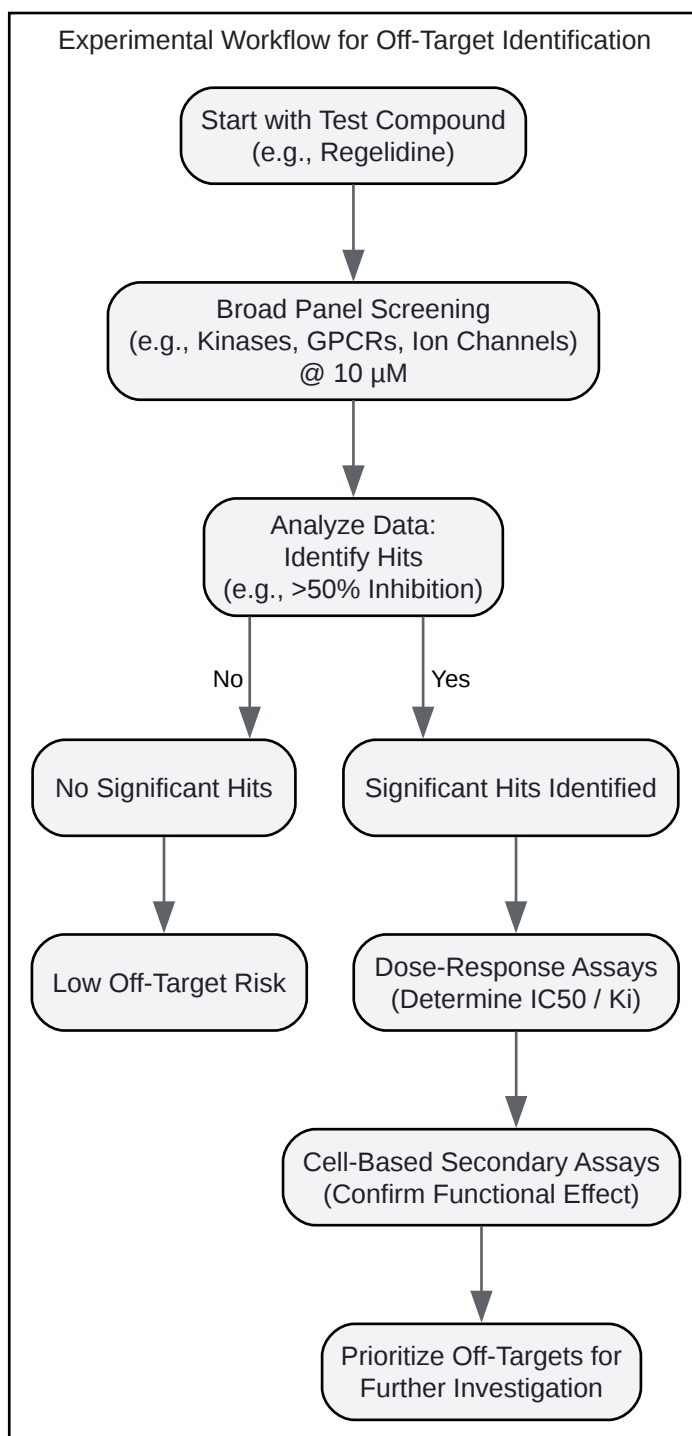 Experimental Workflow for Off-Target Identification
Start with Test Compound
(e.g., Regelidine)
Broad Panel Screening
(e.g., Kinases, GPCRs, Ion Channels)
@ 10 µM
Analyze Data:
Identify Hits
(e.g., >50% Inhibition)
No
Yes
No Significant Hits
Significant Hits Identified
Low Off-Target Risk
Dose-Response Assays
(Determine IC50 / Ki)
Cell-Based Secondary Assays
(Confirm Functional Effect)
Prioritize Off-Targets for
Further Investigation